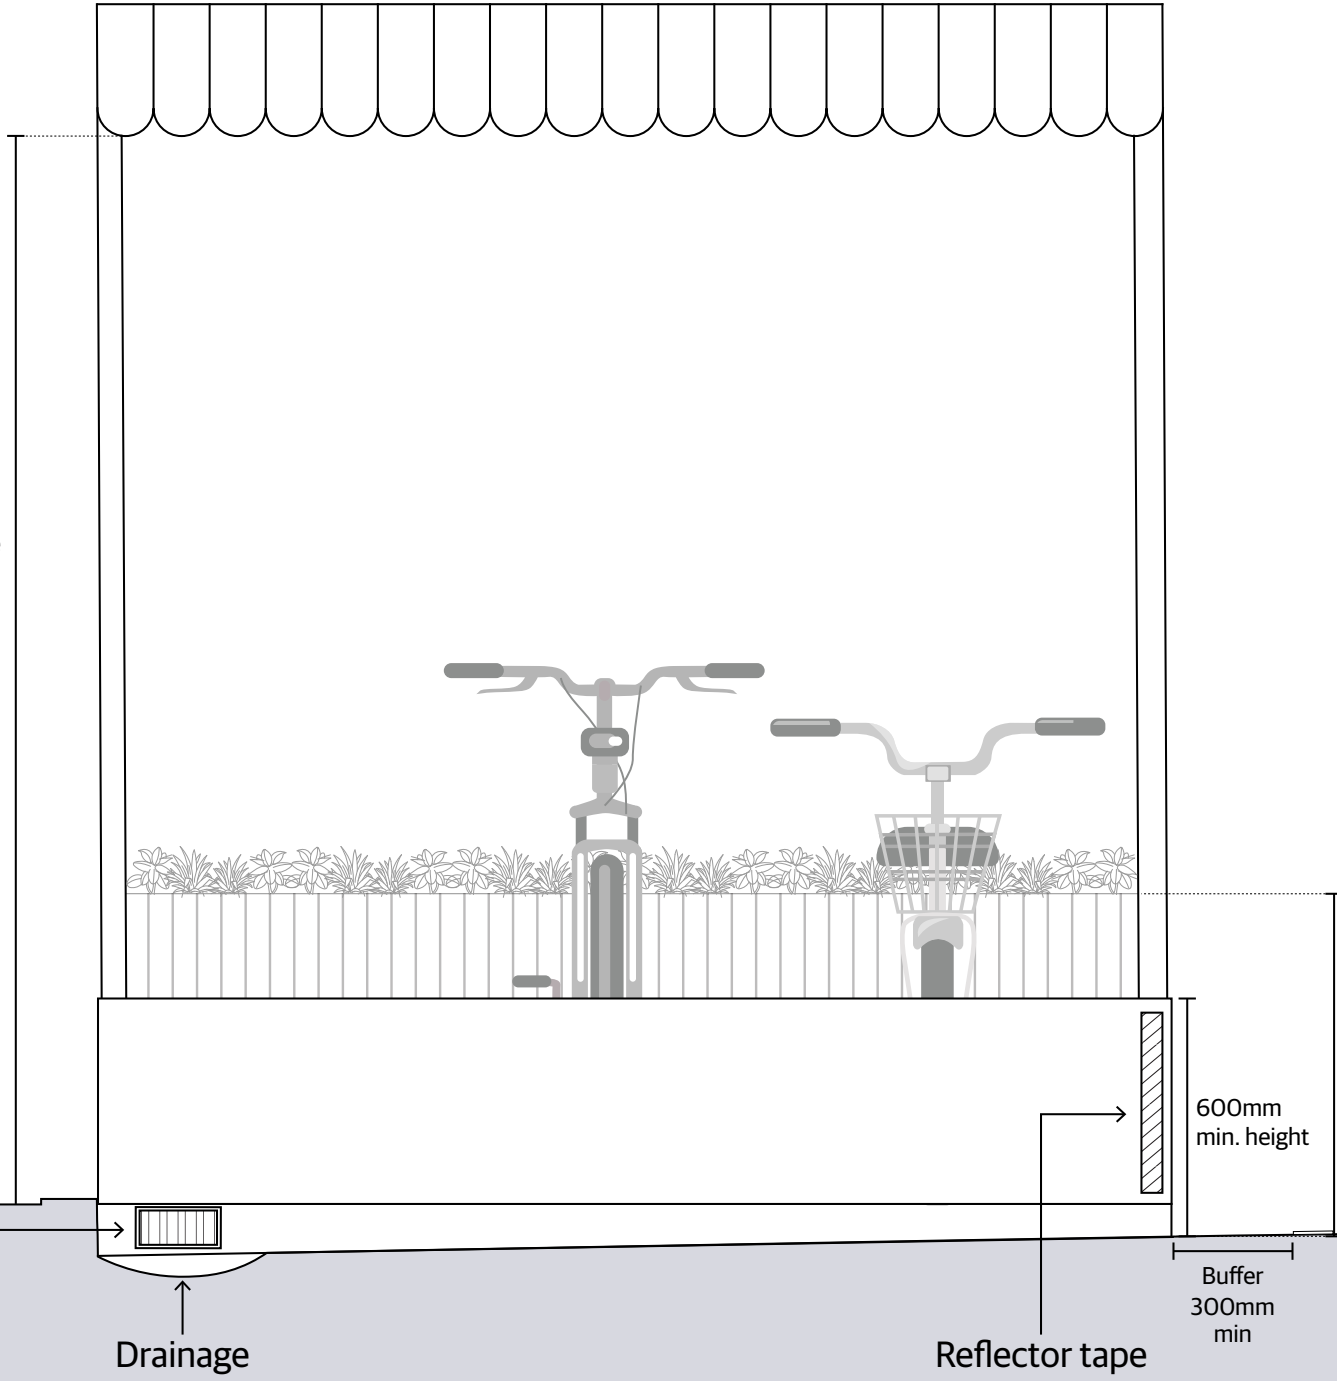 600mm
min. height
Buffer
300mm
min
Drainage
Reflector tape